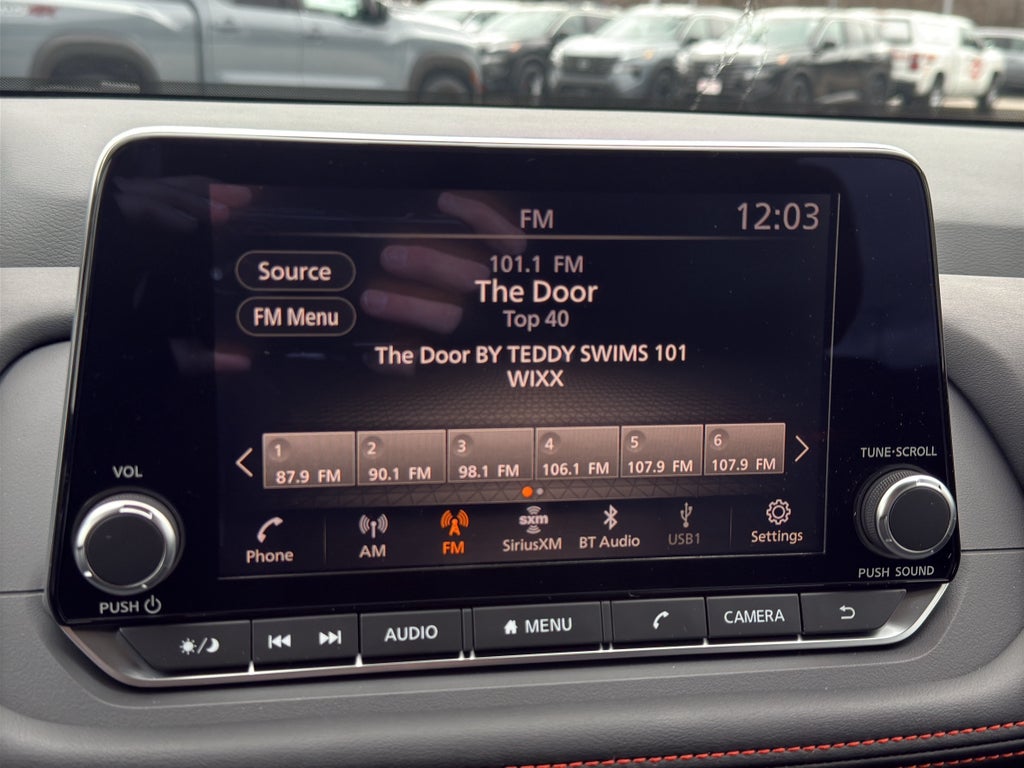 FM
12:03
Source
FM Menu
101.1 FM
The Door
Top 40
The Door BY TEDDY SWIMS 101
WIXX
1
87.9 FM
2
90.1 FM
3
98.1 FM
4
106.1 FM
5
107.9 FM
6
107.9 FM
Phone
AM
FM
sxm
SiriusXM
BT Audio
USB1
Settings
VOL
PUSH
TUNE·SCROLL
PUSH SOUND
AUDIO
MENU
CAMERA